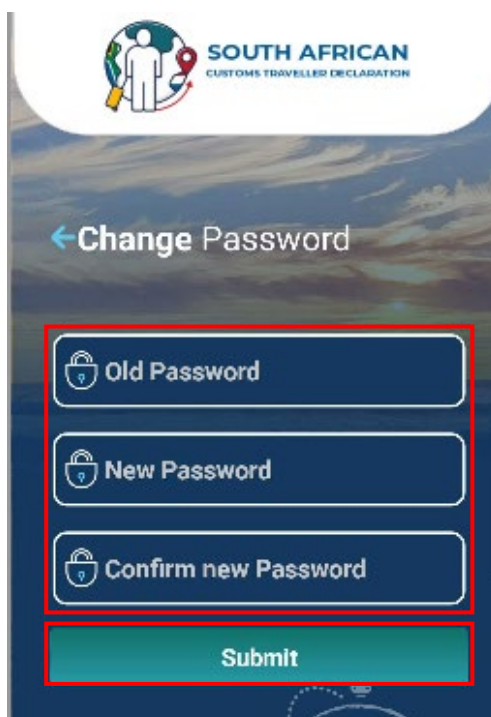 SOUTH AFRICAN
CUSTOMS TRAVELLER DECLARATION
Change Password
Old Password
New Password
Confirm new Password
Submit